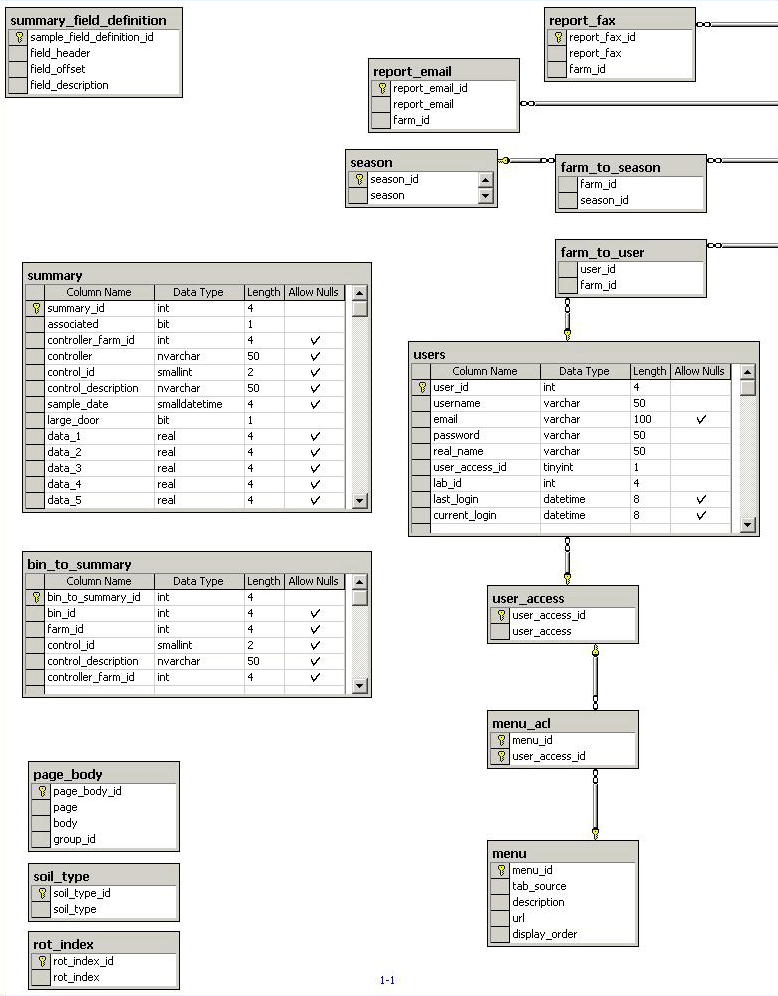 summary_field_definition
sample_field_definition_id
field_header
field_offset
field_description
report_fax
report_fax_id
report_fax
farm_id
report_email
report_email_id
report_email
farm_id
season
season_id
season
farm_to_season
farm_id
season_id
farm_to_user
user_id
farm_id
summary
Column Name Data Type Length Allow Nulls
summary_id int 4
associated bit 1
controller_farm_id int 4
controller nvarchar 50
control_id smallint 2
control_description nvarchar 50
sample_date smalldatetime 4
large_door bit 1
data_1 real 4
data_2 real 4
data_3 real 4
data_4 real 4
data_5 real 4
users
Column Name Data Type Length Allow Nulls
user_id int 4
username varchar 50
email varchar 100
password varchar 50
real_name varchar 50
user_access_id tinyint 1
lab_id int 4
last_login datetime 8
current_login datetime 8
bin_to_summary
Column Name Data Type Length Allow Nulls
bin_to_summary_id int 4
bin_id int 4
farm_id int 4
control_id smallint 2
control_description nvarchar 50
controller_farm_id int 4
user_access
user_access_id
user_access
menu_acl
menu_id
user_access_id
page_body
page_body_id
page
body
group_id
menu
menu_id
tab_source
description
url
display_order
soil_type
soil_type_id
soil_type
rot_index
rot_index_id
rot_index
1-1